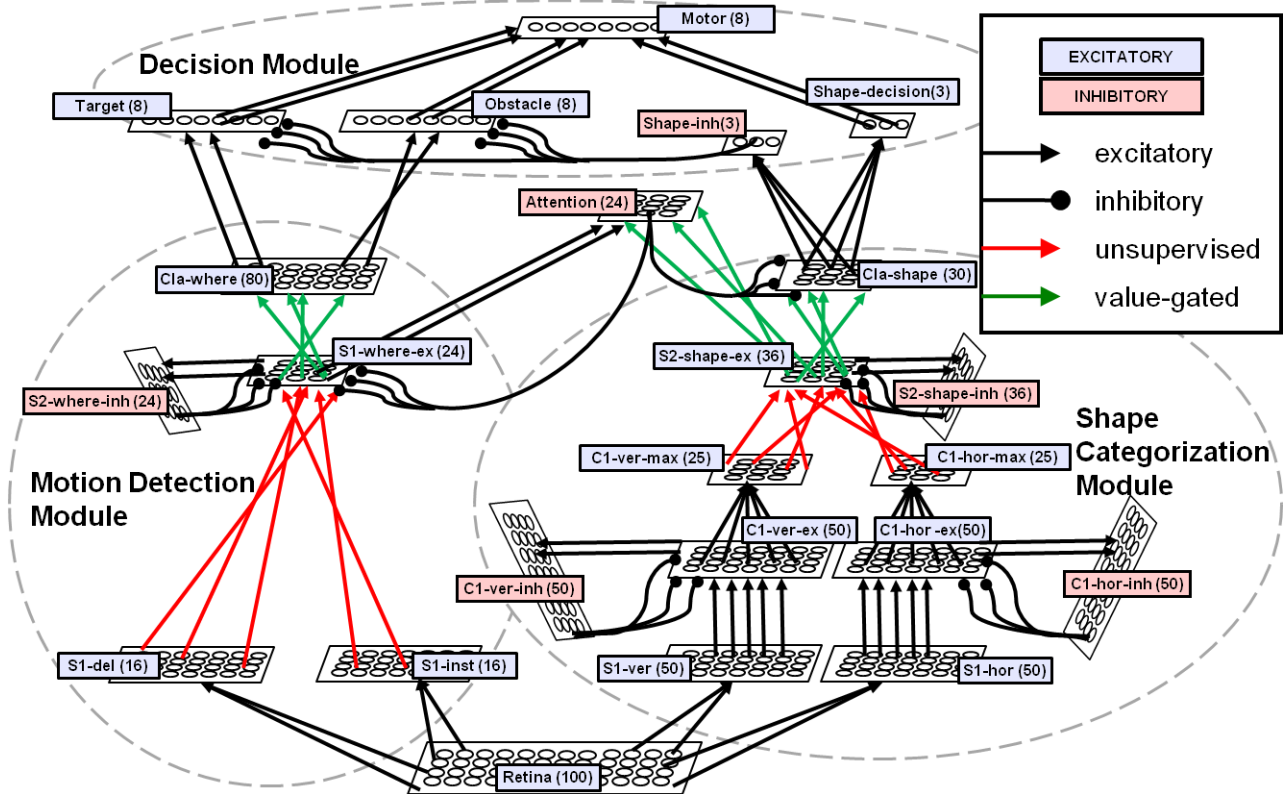 Motor (8)
Decision Module
Target (8)
Obstacle (8)
Shape-decision(3)
Shape-inh(3)
EXCITATORY
INHIBITORY
excitatory
inhibitory
unsupervised
value-gated
Attention (24)
Cla-where (80)
Cla-shape (30)
S1-where-ex (24)
S2-shape-ex (36)
S2-where-inh (24)
S2-shape-inh (36)
Motion Detection
Module
Shape
Categorization
Module
C1-ver-max (25)
C1-hor-max (25)
C1-ver-ex (50)
C1-hor-ex(50)
C1-ver-inh (50)
C1-hor-inh (50)
S1-del (16)
S1-inst (16)
S1-ver (50)
S1-hor (50)
Retina (100)